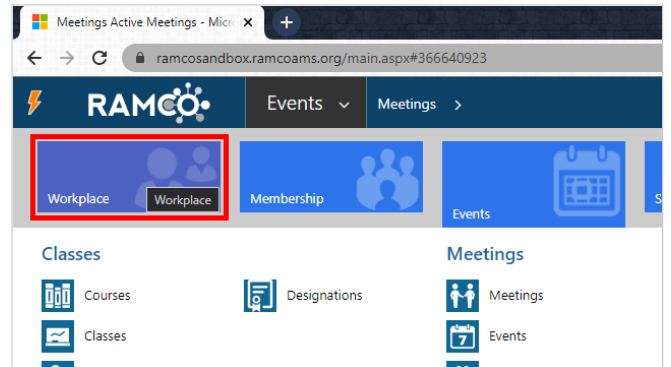 Meetings Active Meetings - Micr
ramcosandbox.ramcoams.org/main.aspx#366640923
RAMCO Events Meetings >
Workplace Workplace Membership Events S
Classes Meetings
Courses Designations Meetings
Classes 7 Events